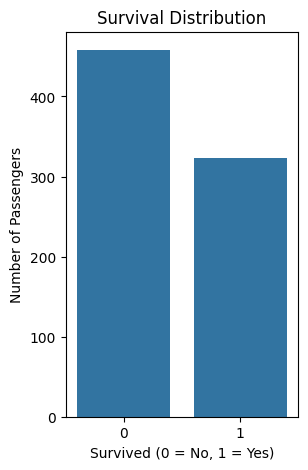 Survival Distribution
Number of Passengers
400
300
200
100
0
0 1
Survived (0 = No, 1 = Yes)